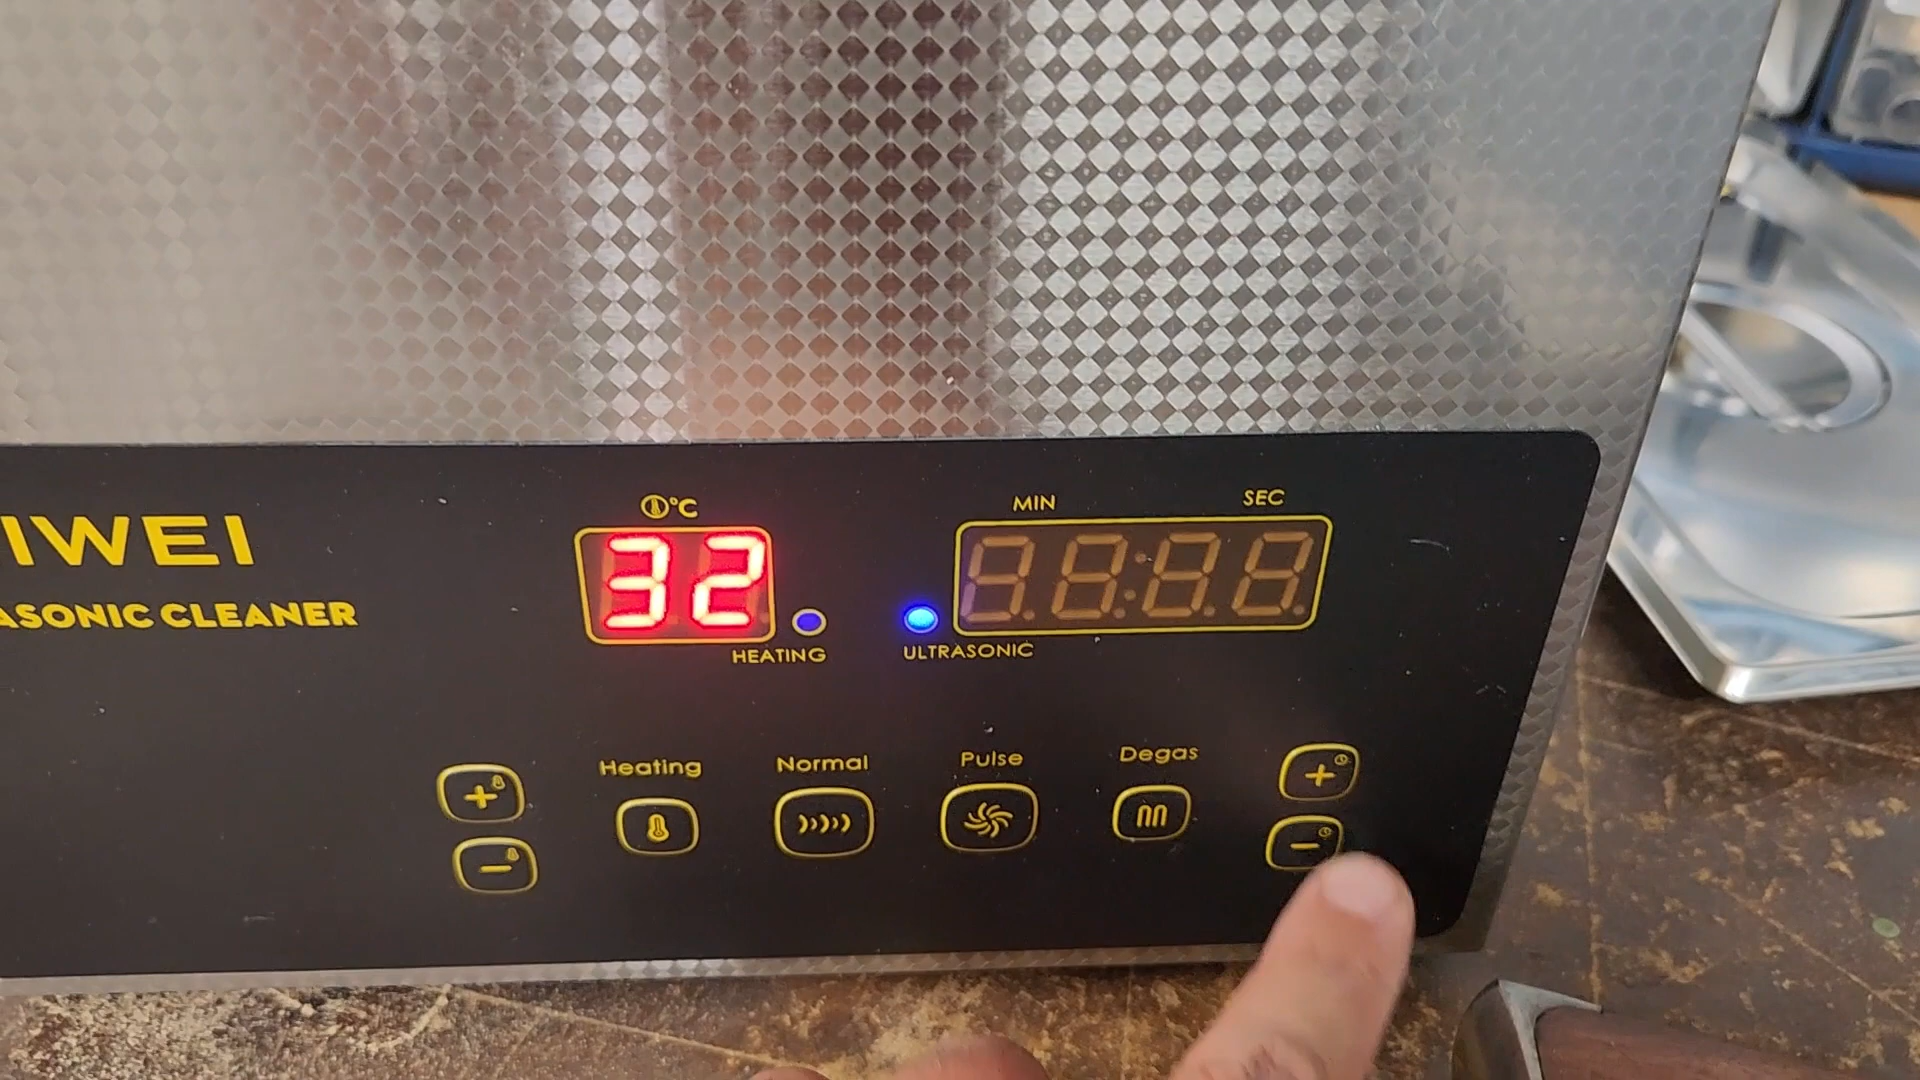 IWEI
ASONIC CLEANER
°C
32
HEATING
MIN SEC
ULTRASONIC
Heating Normal Pulse Degas
+ +
- -